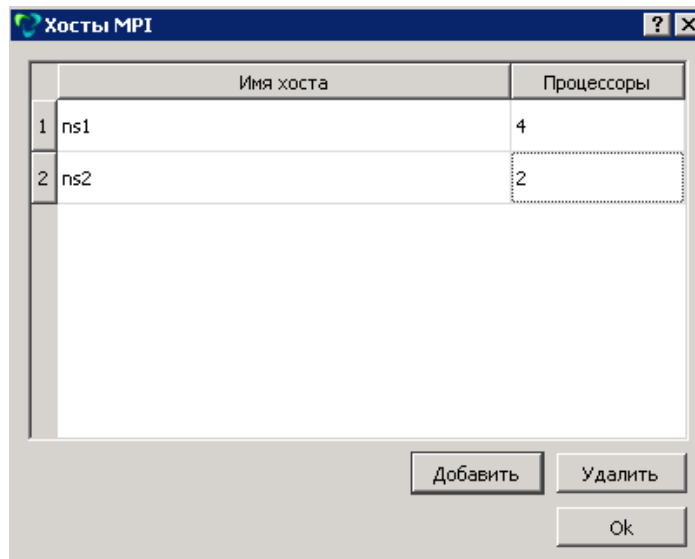 Хосты MPI
Имя хоста Процессоры
1 ns1 4
2 ns2 2
Добавить Удалить
Ok